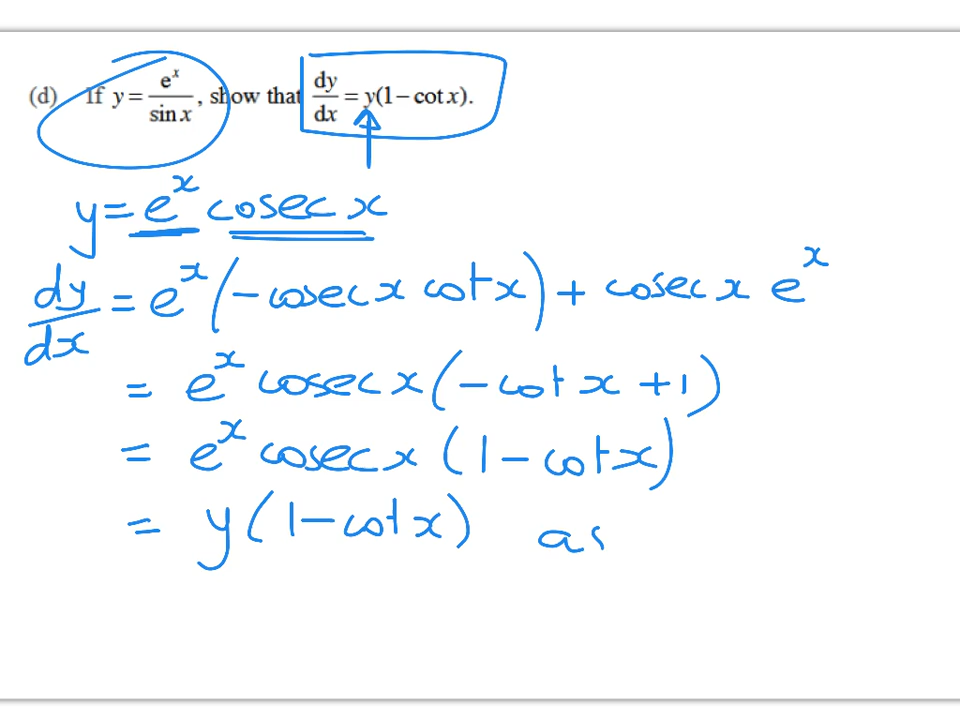 (d) If y = e^x / sin x , show that dy/dx = y(1 − cot x).
y = e^x cosec x
dy/dx = e^x (−cosec x cot x) + cosec x e^x
= e^x cosec x (−cot x + 1)
= e^x cosec x (1 − cot x)
= y (1 − cot x) as